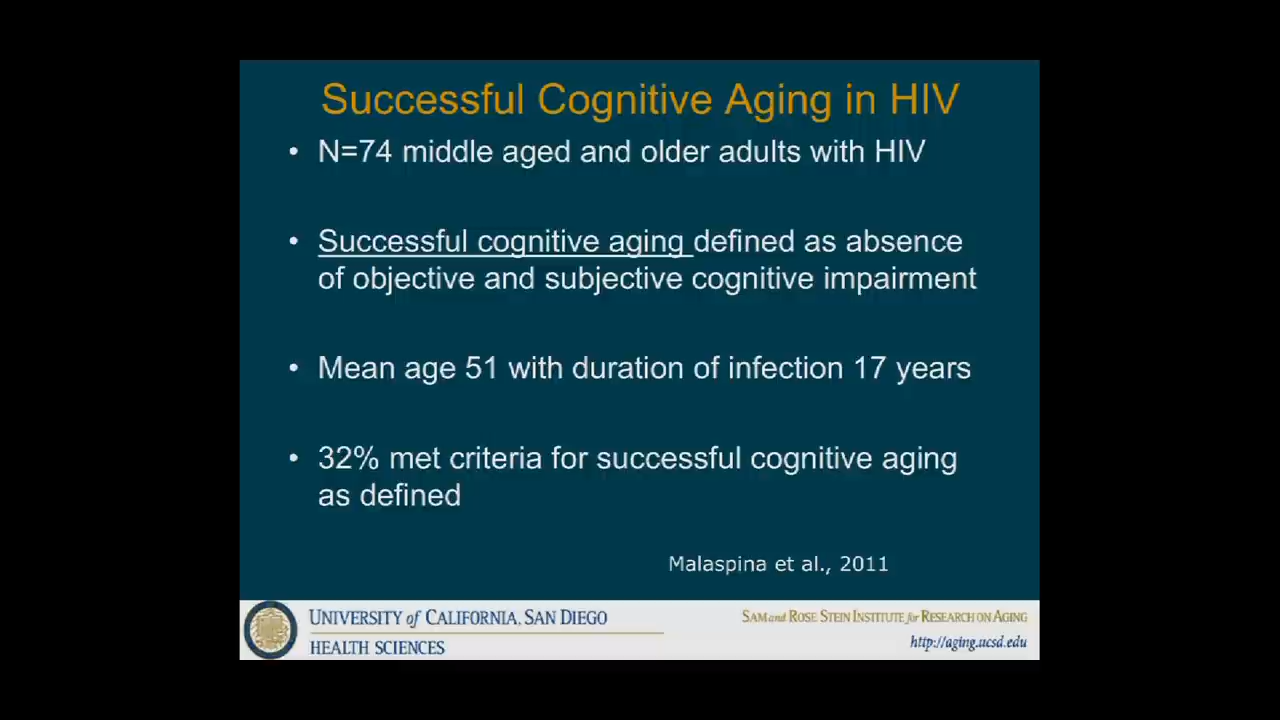 Successful Cognitive Aging in HIV
• N=74 middle aged and older adults with HIV
• Successful cognitive aging defined as absence
of objective and subjective cognitive impairment
• Mean age 51 with duration of infection 17 years
• 32% met criteria for successful cognitive aging
as defined
Malaspina et al., 2011
UNIVERSITY of CALIFORNIA, SAN DIEGO
HEALTH SCIENCES
SAM and ROSE STEIN INSTITUTE for RESEARCH ON AGING
http://aging.ucsd.edu